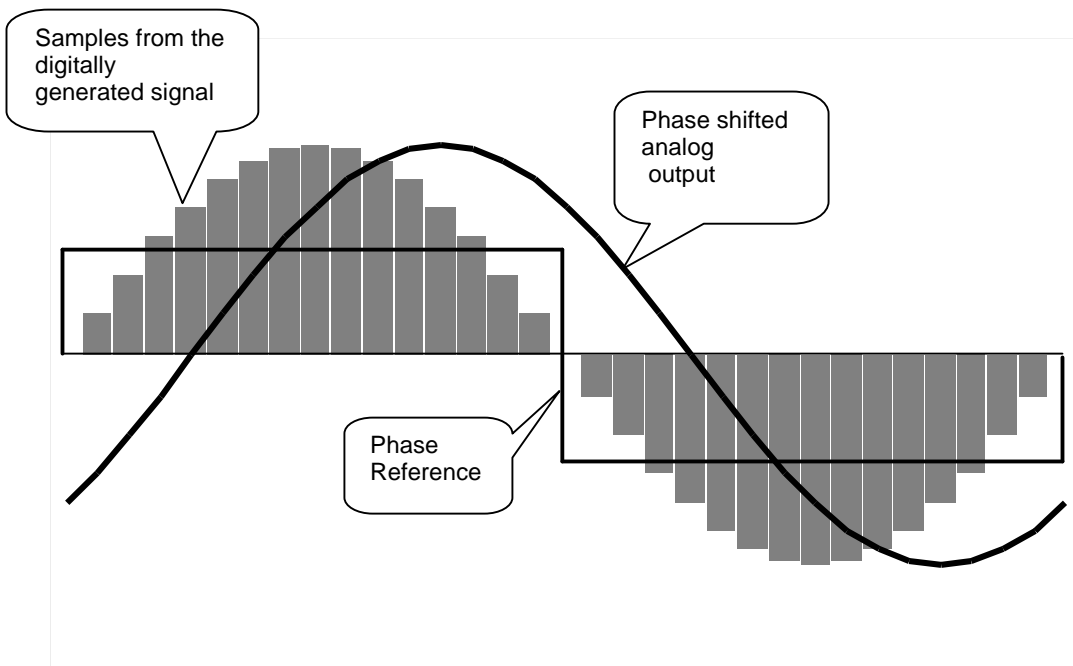 Samples from the
digitally
generated signal
Phase shifted
analog
output
Phase
Reference